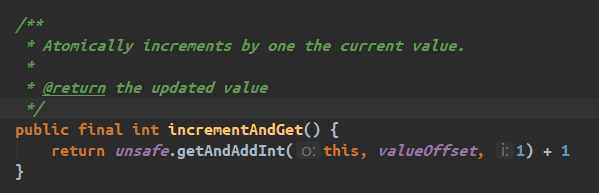 /**
* Atomically increments by one the current value.
*
* @return the updated value
*/
public final int incrementAndGet() {
return unsafe.getAndAddInt( o: this, valueOffset, i: 1) + 1
}